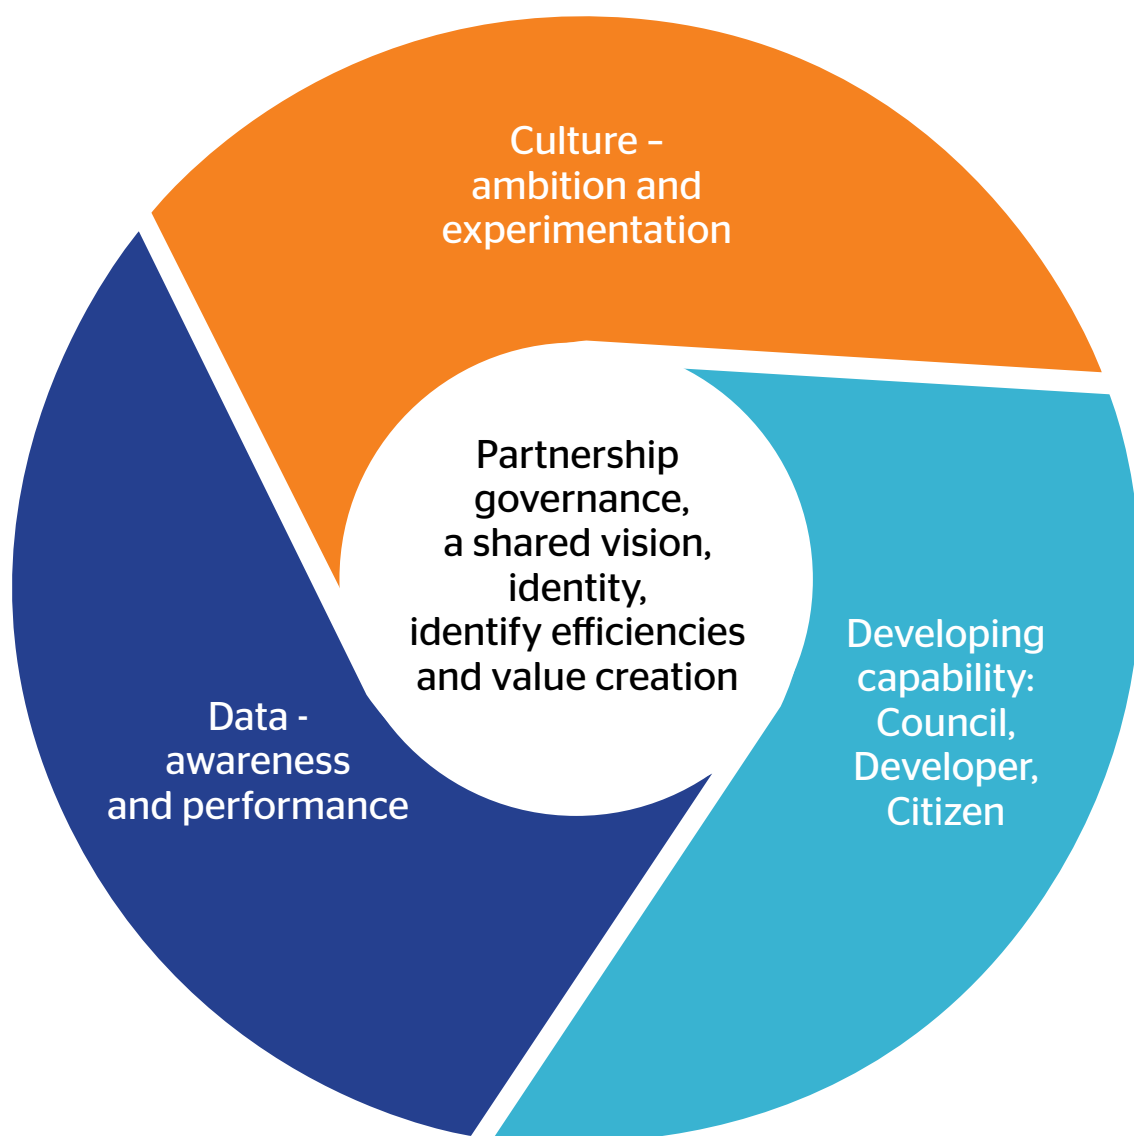 Culture –
ambition and
experimentation
Partnership
governance,
a shared vision,
identity,
identify efficiencies
and value creation
Developing
capability:
Council,
Developer,
Citizen
Data -
awareness
and performance